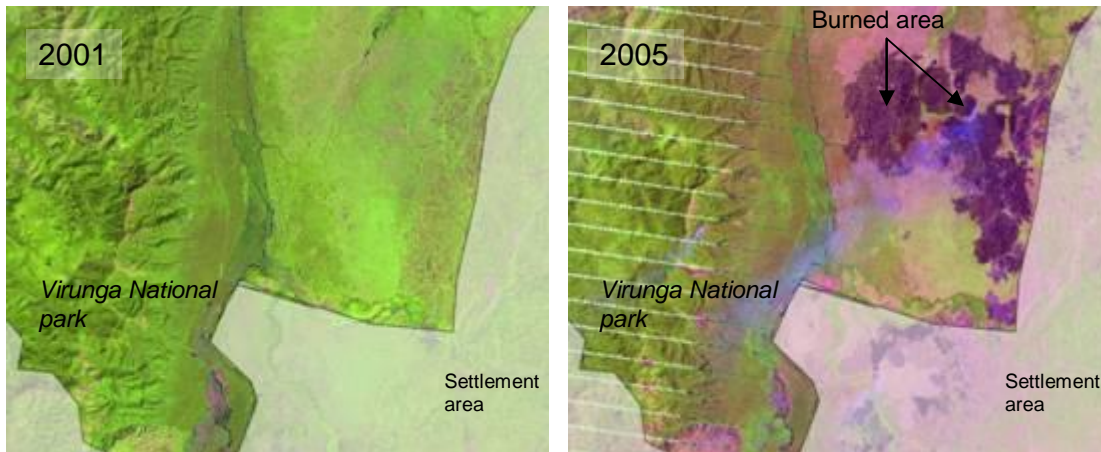 2001
Virunga National
park
Settlement
area
Burned area
2005
Virunga National
park
Settlement
area